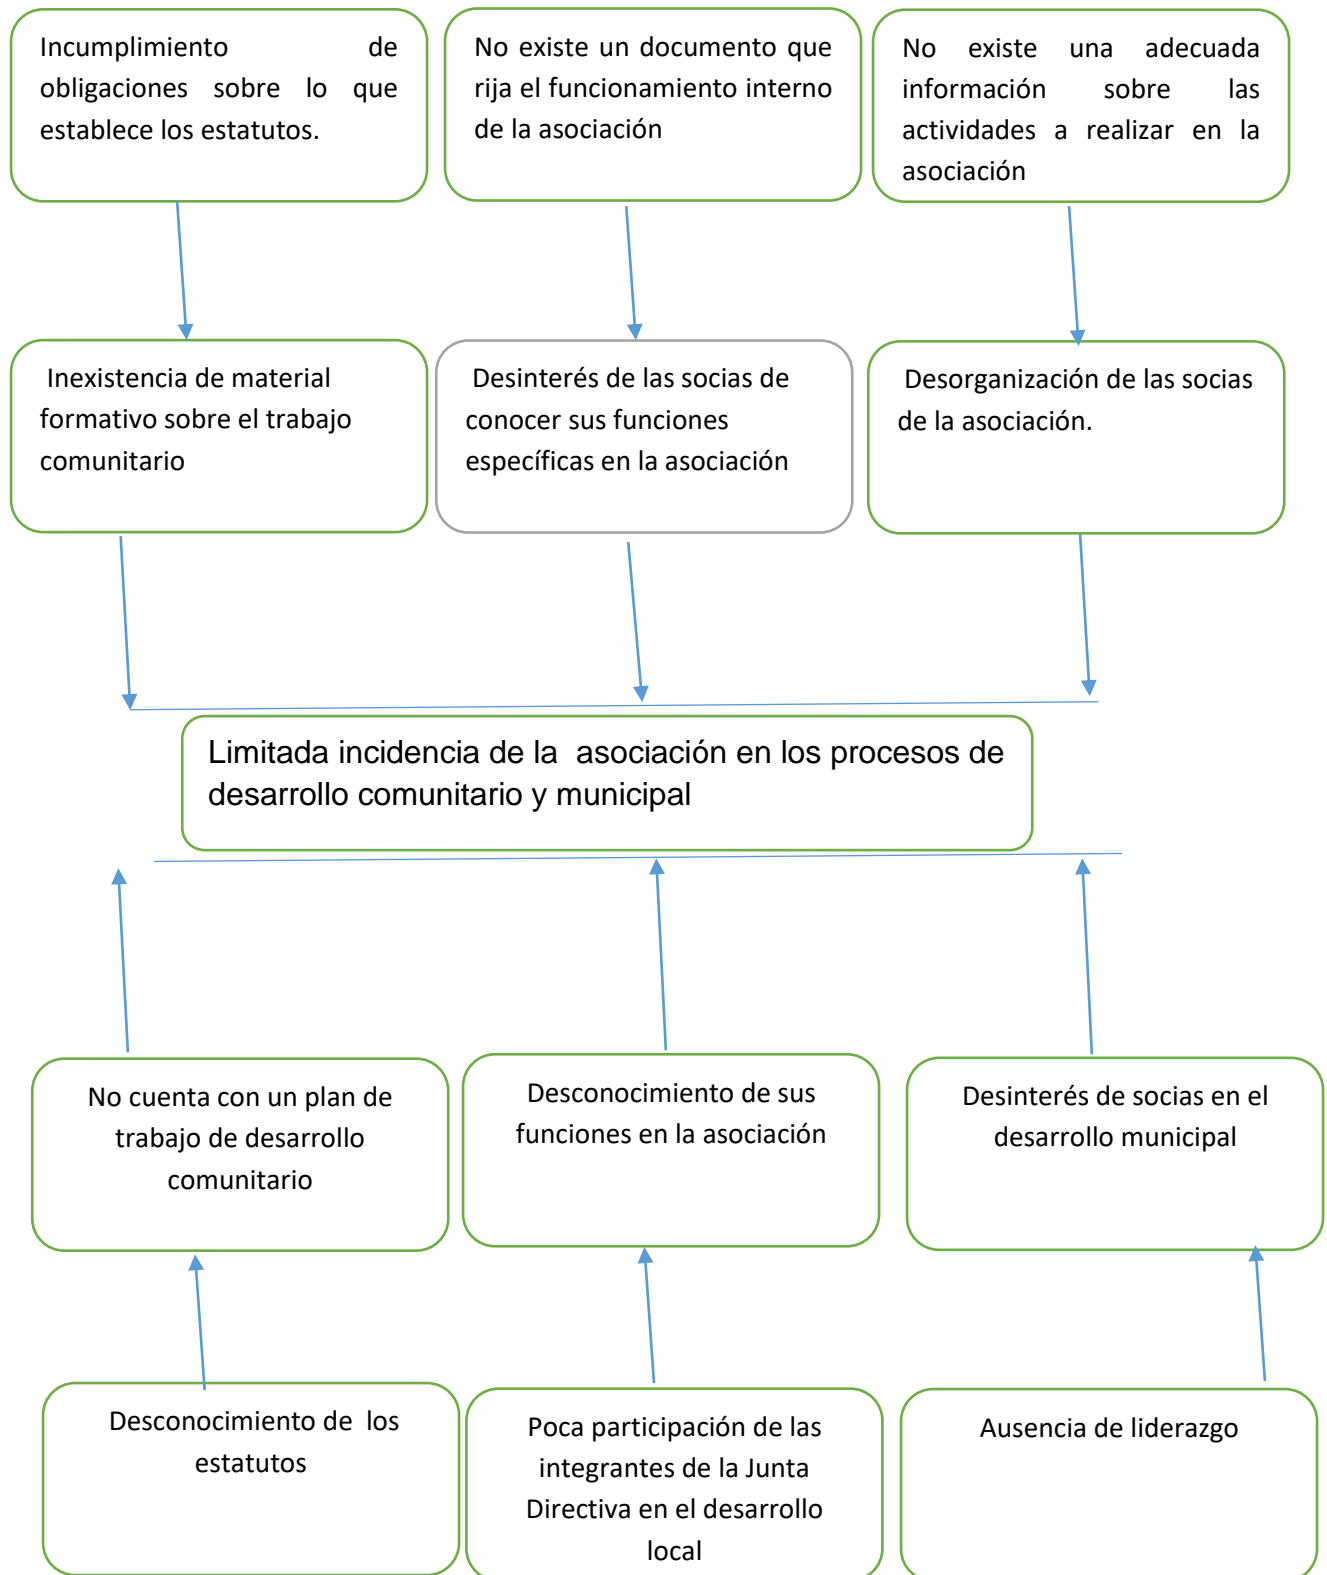 Incumplimiento de
obligaciones sobre lo que
establece los estatutos.
No existe un documento que
rija el funcionamiento interno
de la asociación
No existe una adecuada
información sobre las
actividades a realizar en la
asociación
Inexistencia de material
formativo sobre el trabajo
comunitario
Desinterés de las socias de
conocer sus funciones
específicas en la asociación
Desorganización de las socias
de la asociación.
Limitada incidencia de la asociación en los procesos de
desarrollo comunitario y municipal
No cuenta con un plan de
trabajo de desarrollo
comunitario
Desconocimiento de sus
funciones en la asociación
Desinterés de socias en el
desarrollo municipal
Desconocimiento de los
estatutos
Poca participación de las
integrantes de la Junta
Directiva en el desarrollo
local
Ausencia de liderazgo